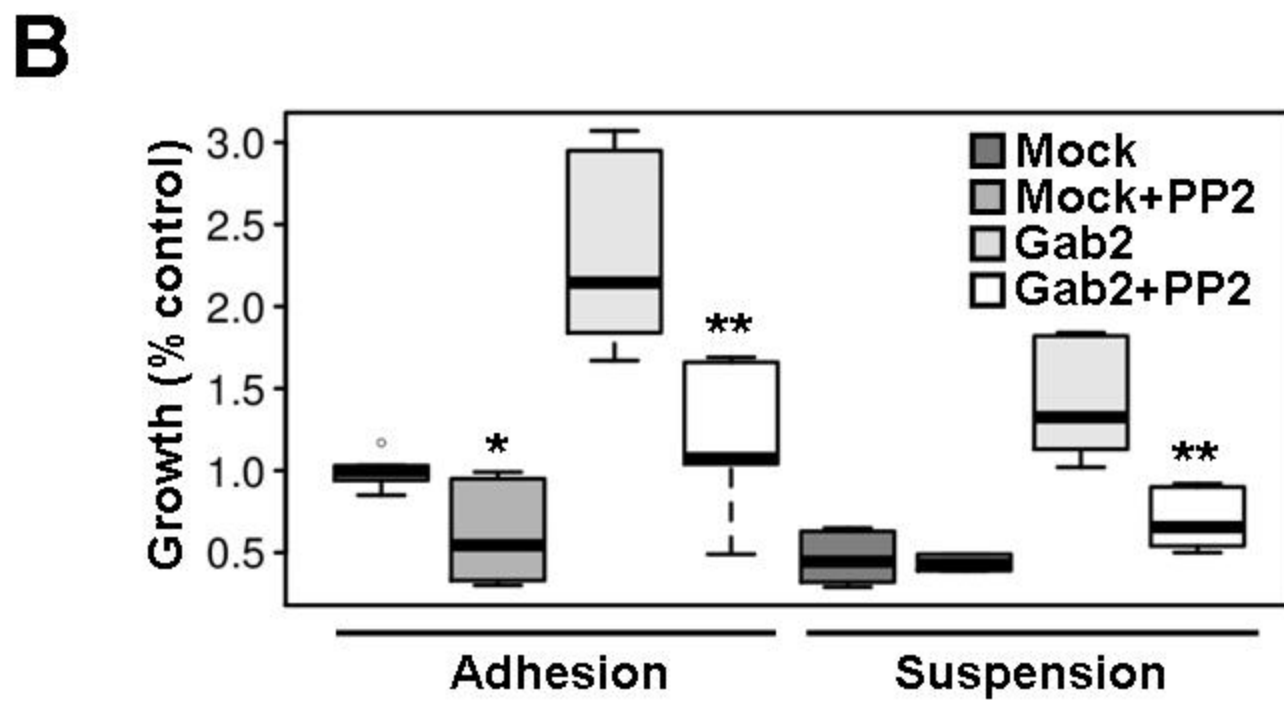 B
Growth (% control)
3.0
2.5
2.0
1.5
1.0
0.5
Mock
Mock+PP2
Gab2
Gab2+PP2
*
**
**
Adhesion
Suspension